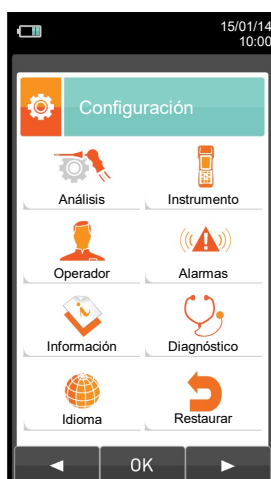 15/01/14
10:00
Configuración
Análisis
Instrumento
Operador
Alarmas
Información
Diagnóstico
Idioma
Restaurar
OK